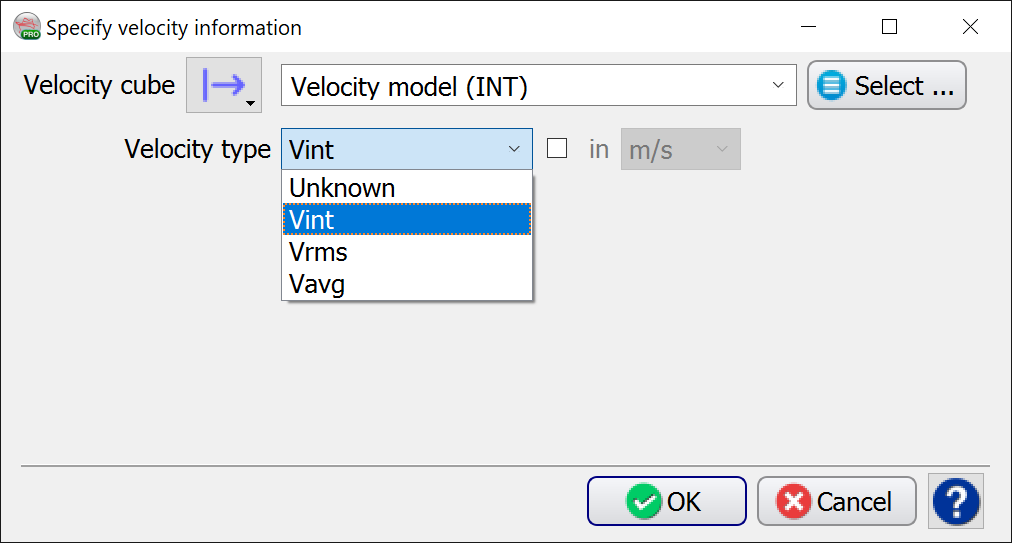 PRO Specify velocity information
Velocity cube Velocity model (INT) Select ...
Velocity type Vint in m/s
Unknown
Vint
Vrms
Vavg
OK Cancel ?